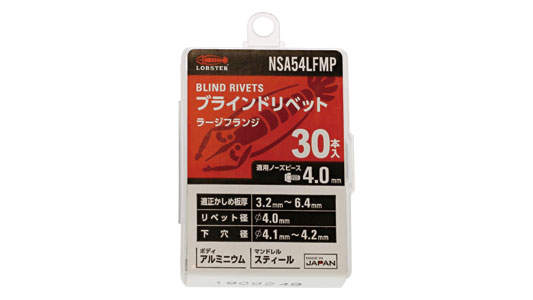 LOBSTER
NSA54LFMP
BLIND RIVETS
ブラインドリベット
ラージフランジ
30本入
適用ノーズピース
4.0mm
適正かしめ板厚 3.2mm〜6.4mm
リベット径 φ4.0mm
下穴径 φ4.1mm〜4.2mm
ボディ マンドレル
アルミニウム スティール
MADE IN
JAPAN